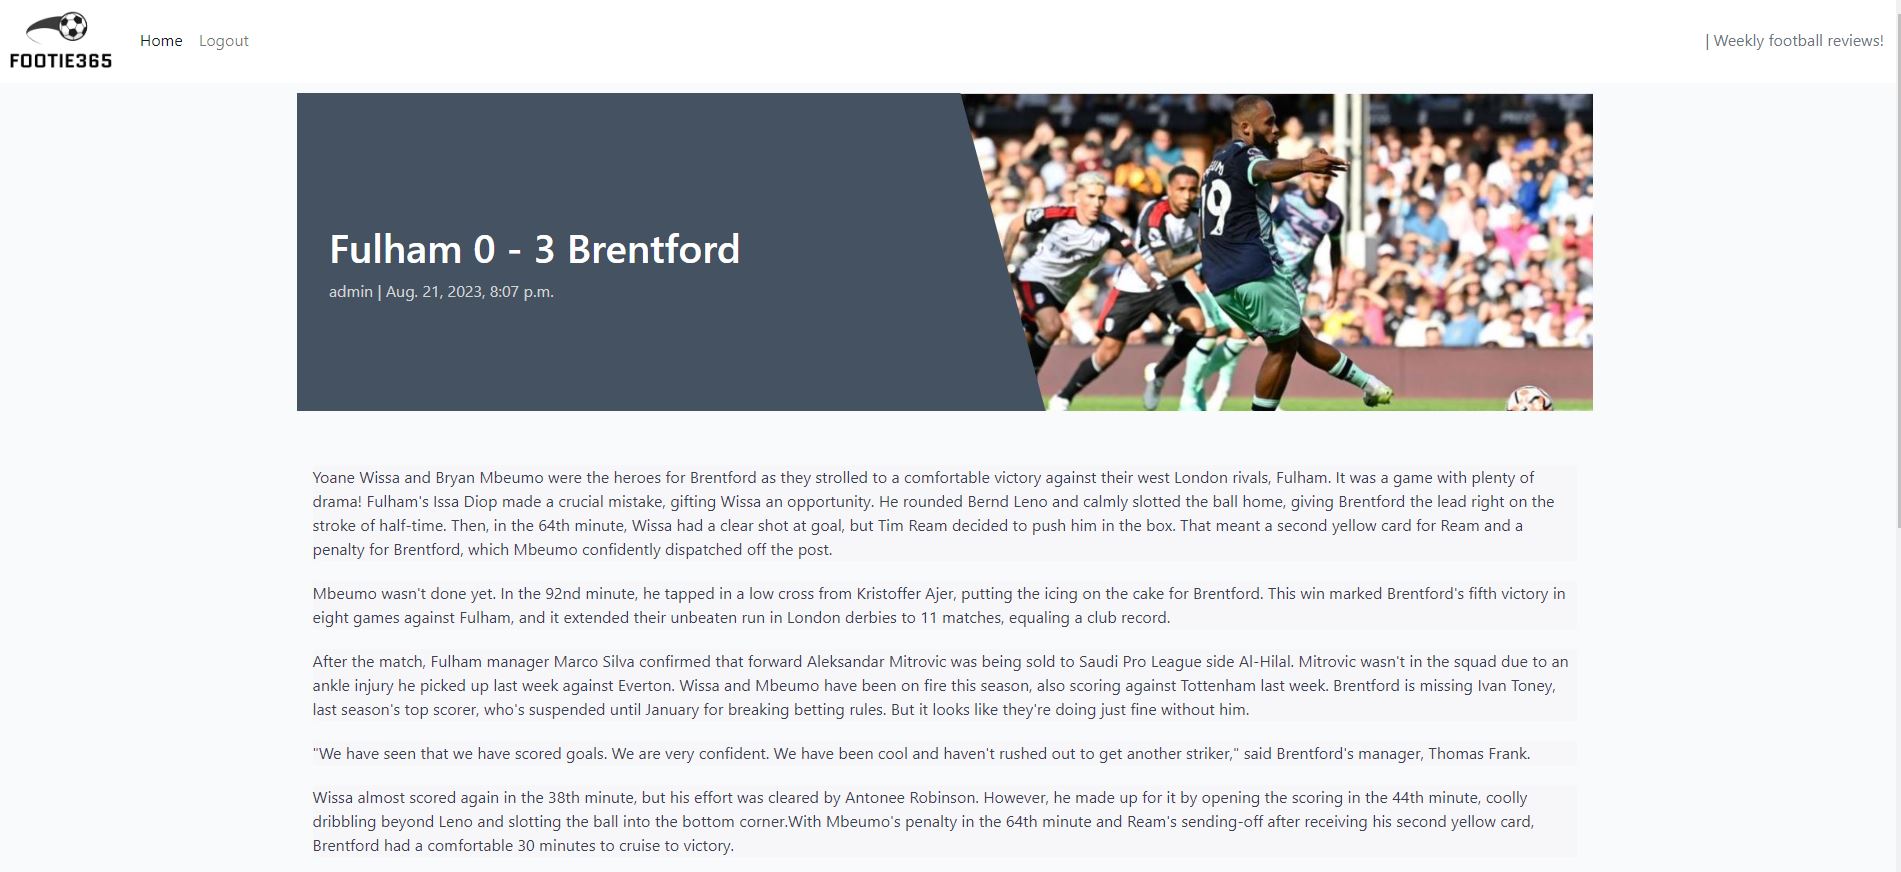 FOOTIE365
Home
Logout
| Weekly football reviews!
Fulham 0 - 3 Brentford
admin | Aug. 21, 2023, 8:07 p.m.
19
Yoane Wissa and Bryan Mbeumo were the heroes for Brentford as they strolled to a comfortable victory against their west London rivals, Fulham. It was a game with plenty of
drama! Fulham's Issa Diop made a crucial mistake, gifting Wissa an opportunity. He rounded Bernd Leno and calmly slotted the ball home, giving Brentford the lead right on the
stroke of half-time. Then, in the 64th minute, Wissa had a clear shot at goal, but Tim Ream decided to push him in the box. That meant a second yellow card for Ream and a
penalty for Brentford, which Mbeumo confidently dispatched off the post.
Mbeumo wasn't done yet. In the 92nd minute, he tapped in a low cross from Kristoffer Ajer, putting the icing on the cake for Brentford. This win marked Brentford's fifth victory in
eight games against Fulham, and it extended their unbeaten run in London derbies to 11 matches, equaling a club record.
After the match, Fulham manager Marco Silva confirmed that forward Aleksandar Mitrovic was being sold to Saudi Pro League side Al-Hilal. Mitrovic wasn't in the squad due to an
ankle injury he picked up last week against Everton. Wissa and Mbeumo have been on fire this season, also scoring against Tottenham last week. Brentford is missing Ivan Toney,
last season's top scorer, who's suspended until January for breaking betting rules. But it looks like they're doing just fine without him.
"We have seen that we have scored goals. We are very confident. We have been cool and haven't rushed out to get another striker," said Brentford's manager, Thomas Frank.
Wissa almost scored again in the 38th minute, but his effort was cleared by Antonee Robinson. However, he made up for it by opening the scoring in the 44th minute, coolly
dribbling beyond Leno and slotting the ball into the bottom corner.With Mbeumo's penalty in the 64th minute and Ream's sending-off after receiving his second yellow card,
Brentford had a comfortable 30 minutes to cruise to victory.